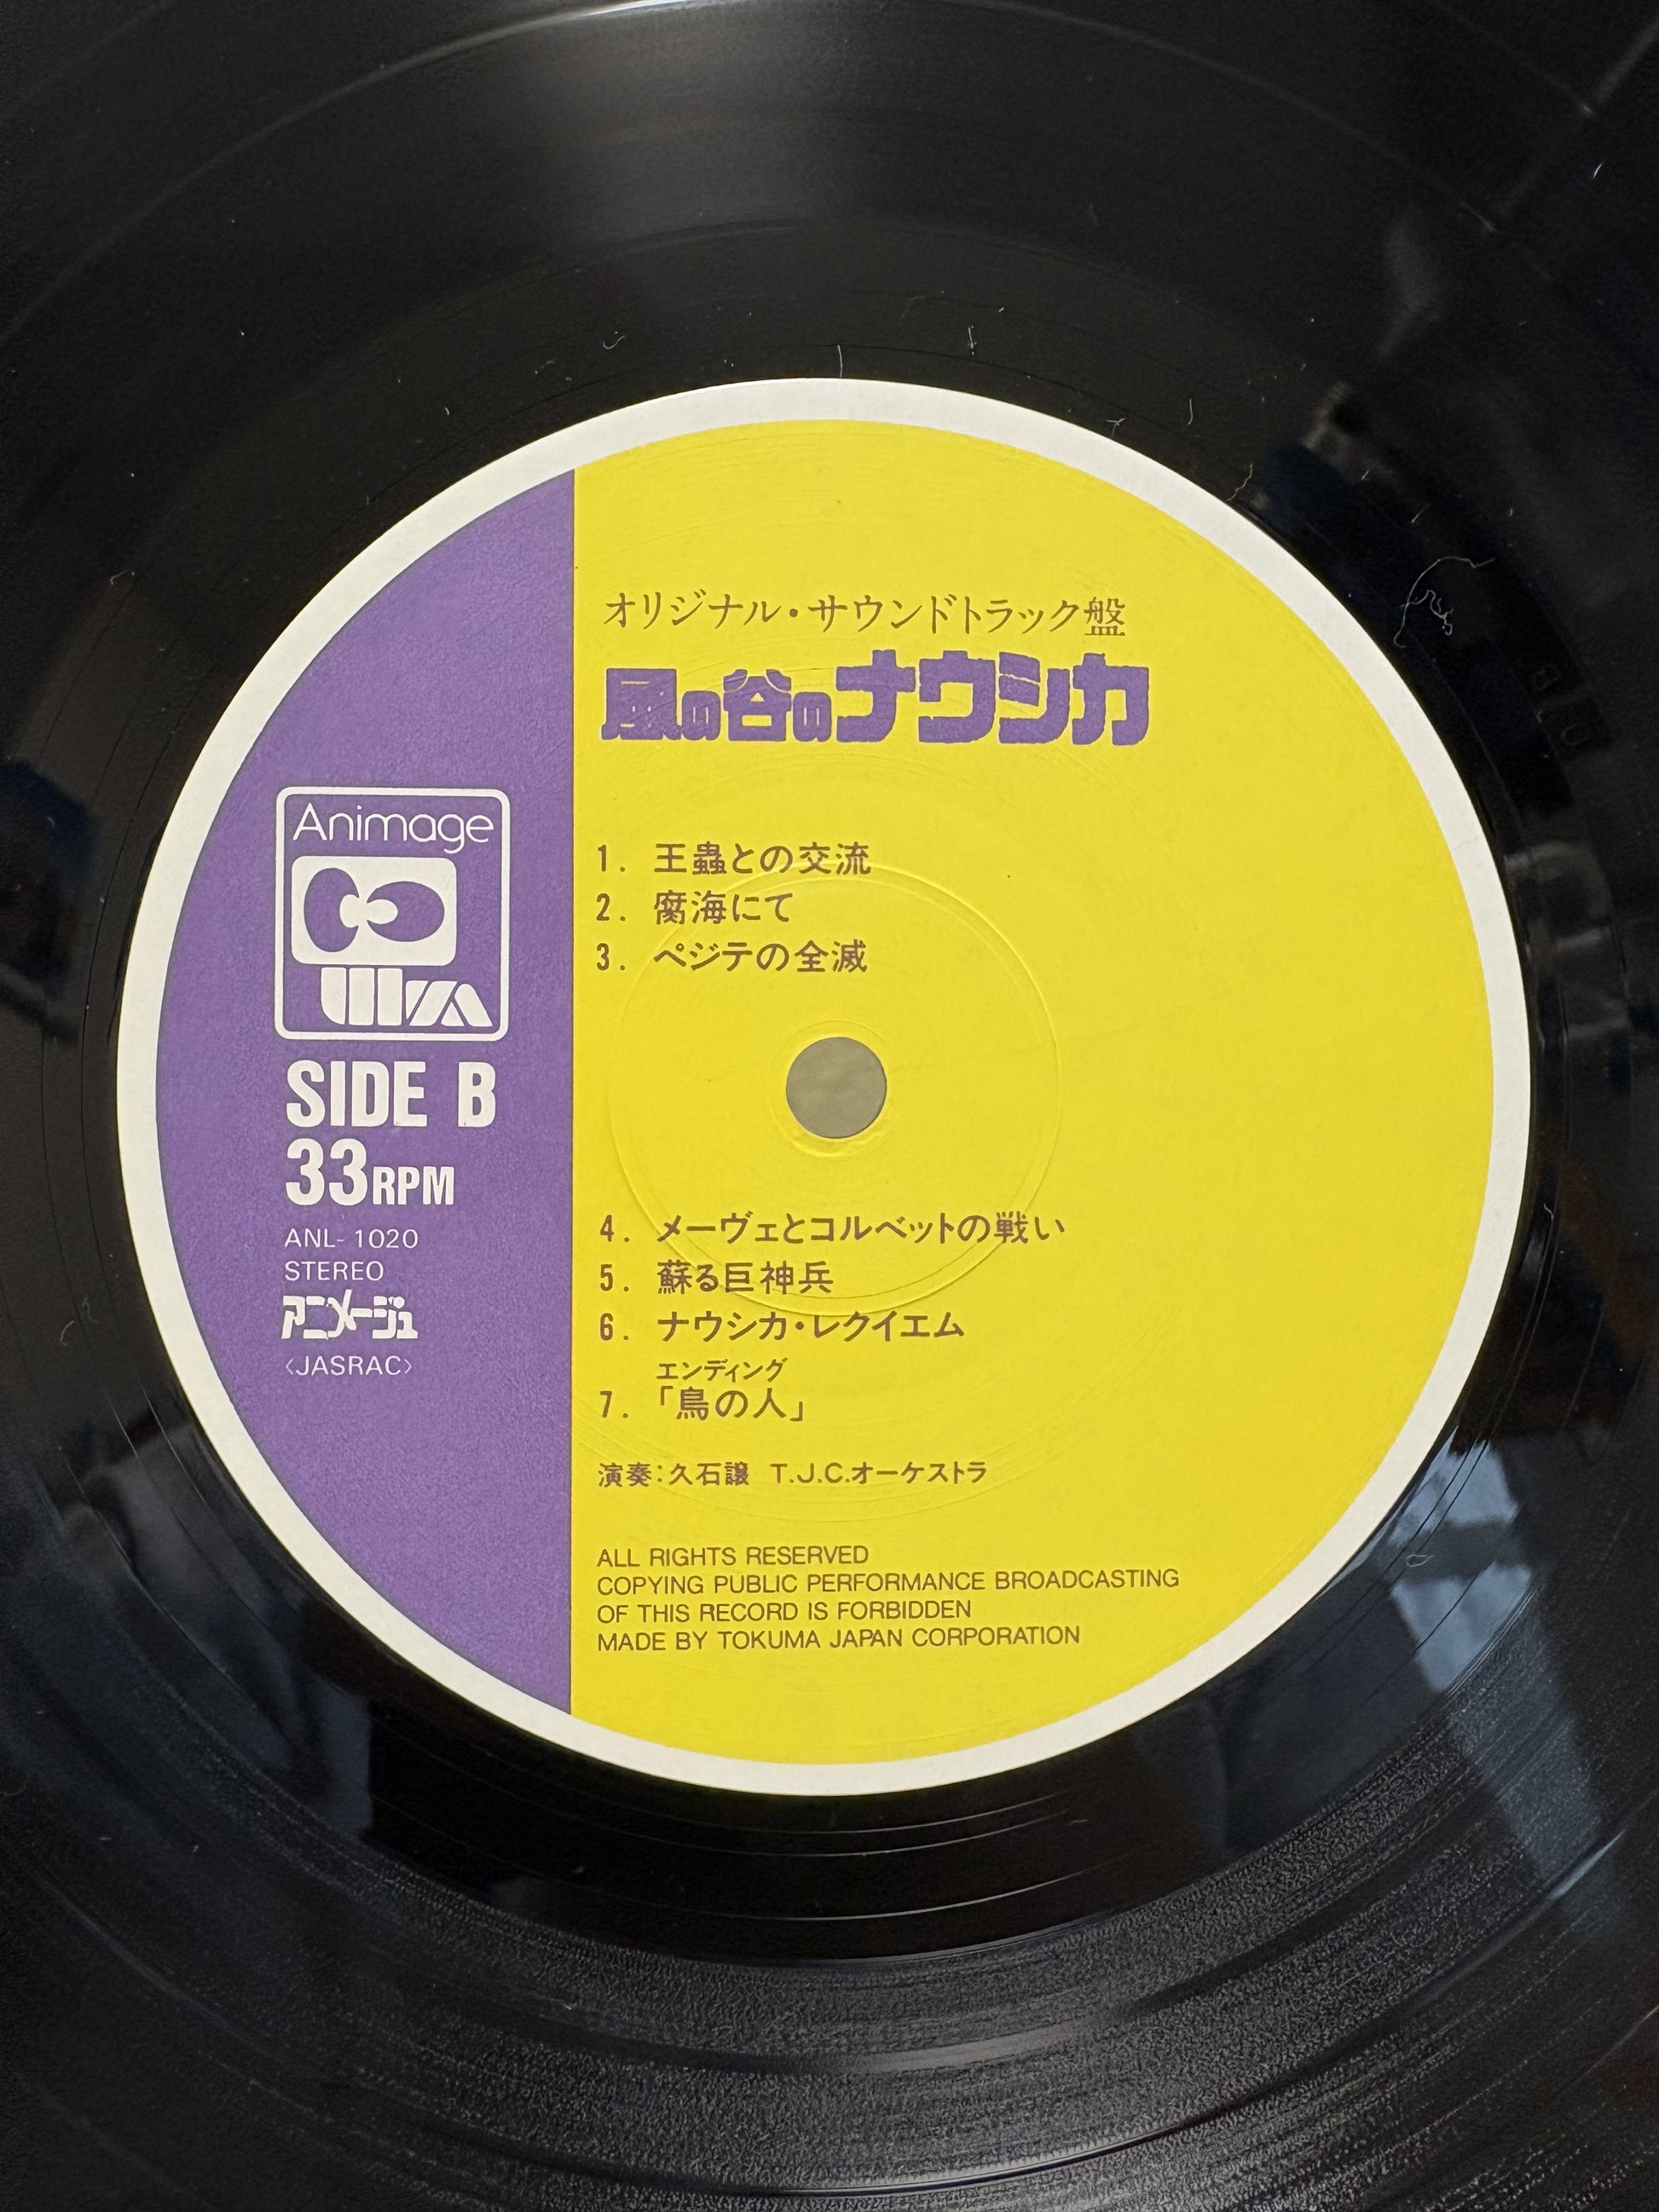 オリジナル・サウンドトラック盤
風の谷のナウシカ
Animage
SIDE B
33RPM
ANL-1020
STEREO
アニメージュ
〈JASRAC〉
1. 王蟲との交流
2. 腐海にて
3. ペジテの全滅
4. メーヴェとコルベットの戦い
5. 蘇る巨神兵
6. ナウシカ・レクイエム
エンディング
7. 「鳥の人」
演奏：久石譲 T.J.C.オーケストラ
ALL RIGHTS RESERVED
COPYING PUBLIC PERFORMANCE BROADCASTING
OF THIS RECORD IS FORBIDDEN
MADE BY TOKUMA JAPAN CORPORATION